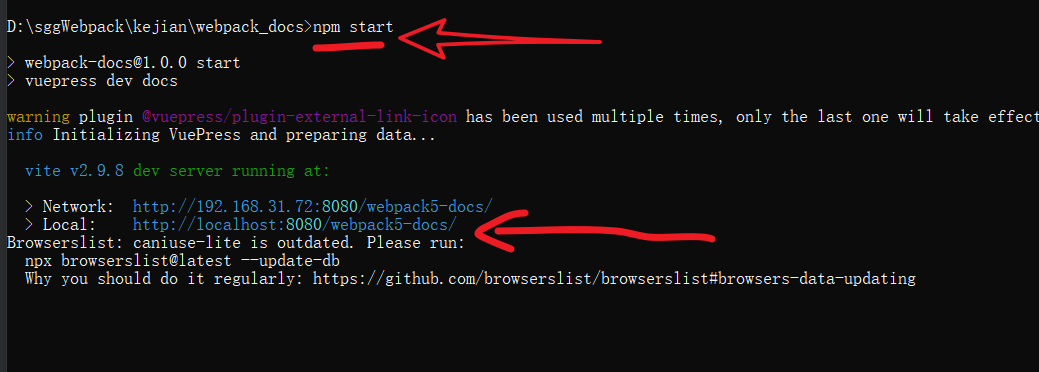 D:\sggWebpack\kejian\webpack_docs>npm start
> webpack-docs@1.0.0 start
> vuepress dev docs
warning plugin @vuepress/plugin-external-link-icon has been used multiple times, only the last one will take effect
info Initializing VuePress and preparing data...
vite v2.9.8 dev server running at:
> Network: http://192.168.31.72:8080/webpack5-docs/
> Local: http://localhost:8080/webpack5-docs/
Browserslist: caniuse-lite is outdated. Please run:
npx browserslist@latest --update-db
Why you should do it regularly: https://github.com/browserslist/browserslist#browsers-data-updating